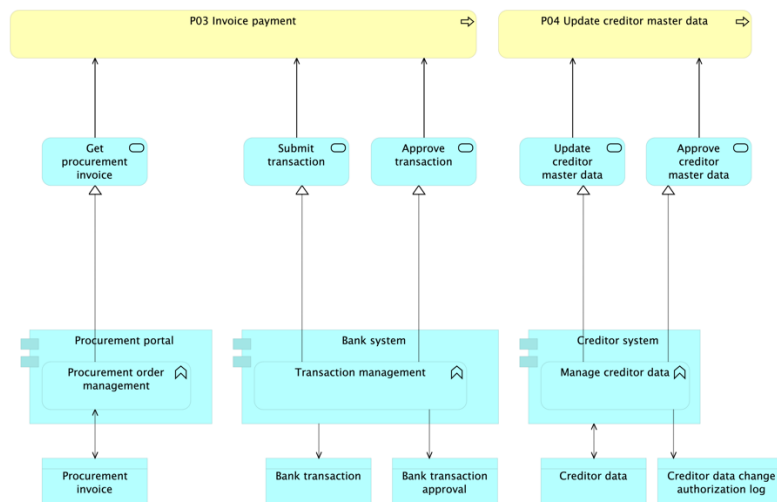 P03 Invoice payment
P04 Update creditor master data
Get
procurement
invoice
Submit
transaction
Approve
transaction
Update
creditor
master data
Approve
creditor
master data
Procurement portal
Bank system
Creditor system
Procurement order
management
Transaction management
Manage creditor data
Procurement
invoice
Bank transaction
Bank transaction
approval
Creditor data
Creditor data change
authorization log